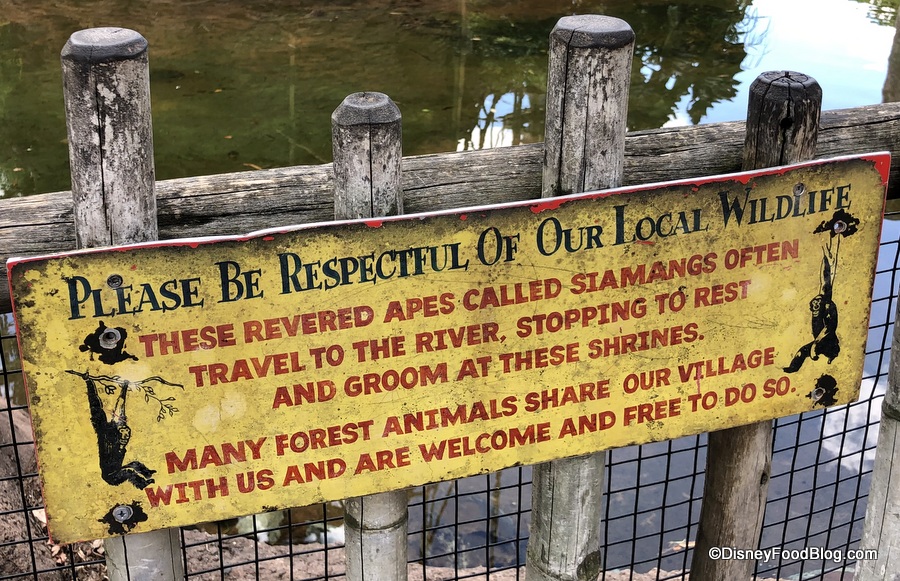 Please Be Respectful Of Our Local Wildlife
THESE REVERED APES CALLED SIAMANGS OFTEN
TRAVEL TO THE RIVER, STOPPING TO REST
AND GROOM AT THESE SHRINES.
MANY FOREST ANIMALS SHARE OUR VILLAGE
WITH US AND ARE WELCOME AND FREE TO DO SO.
©DisneyFoodBlog.com